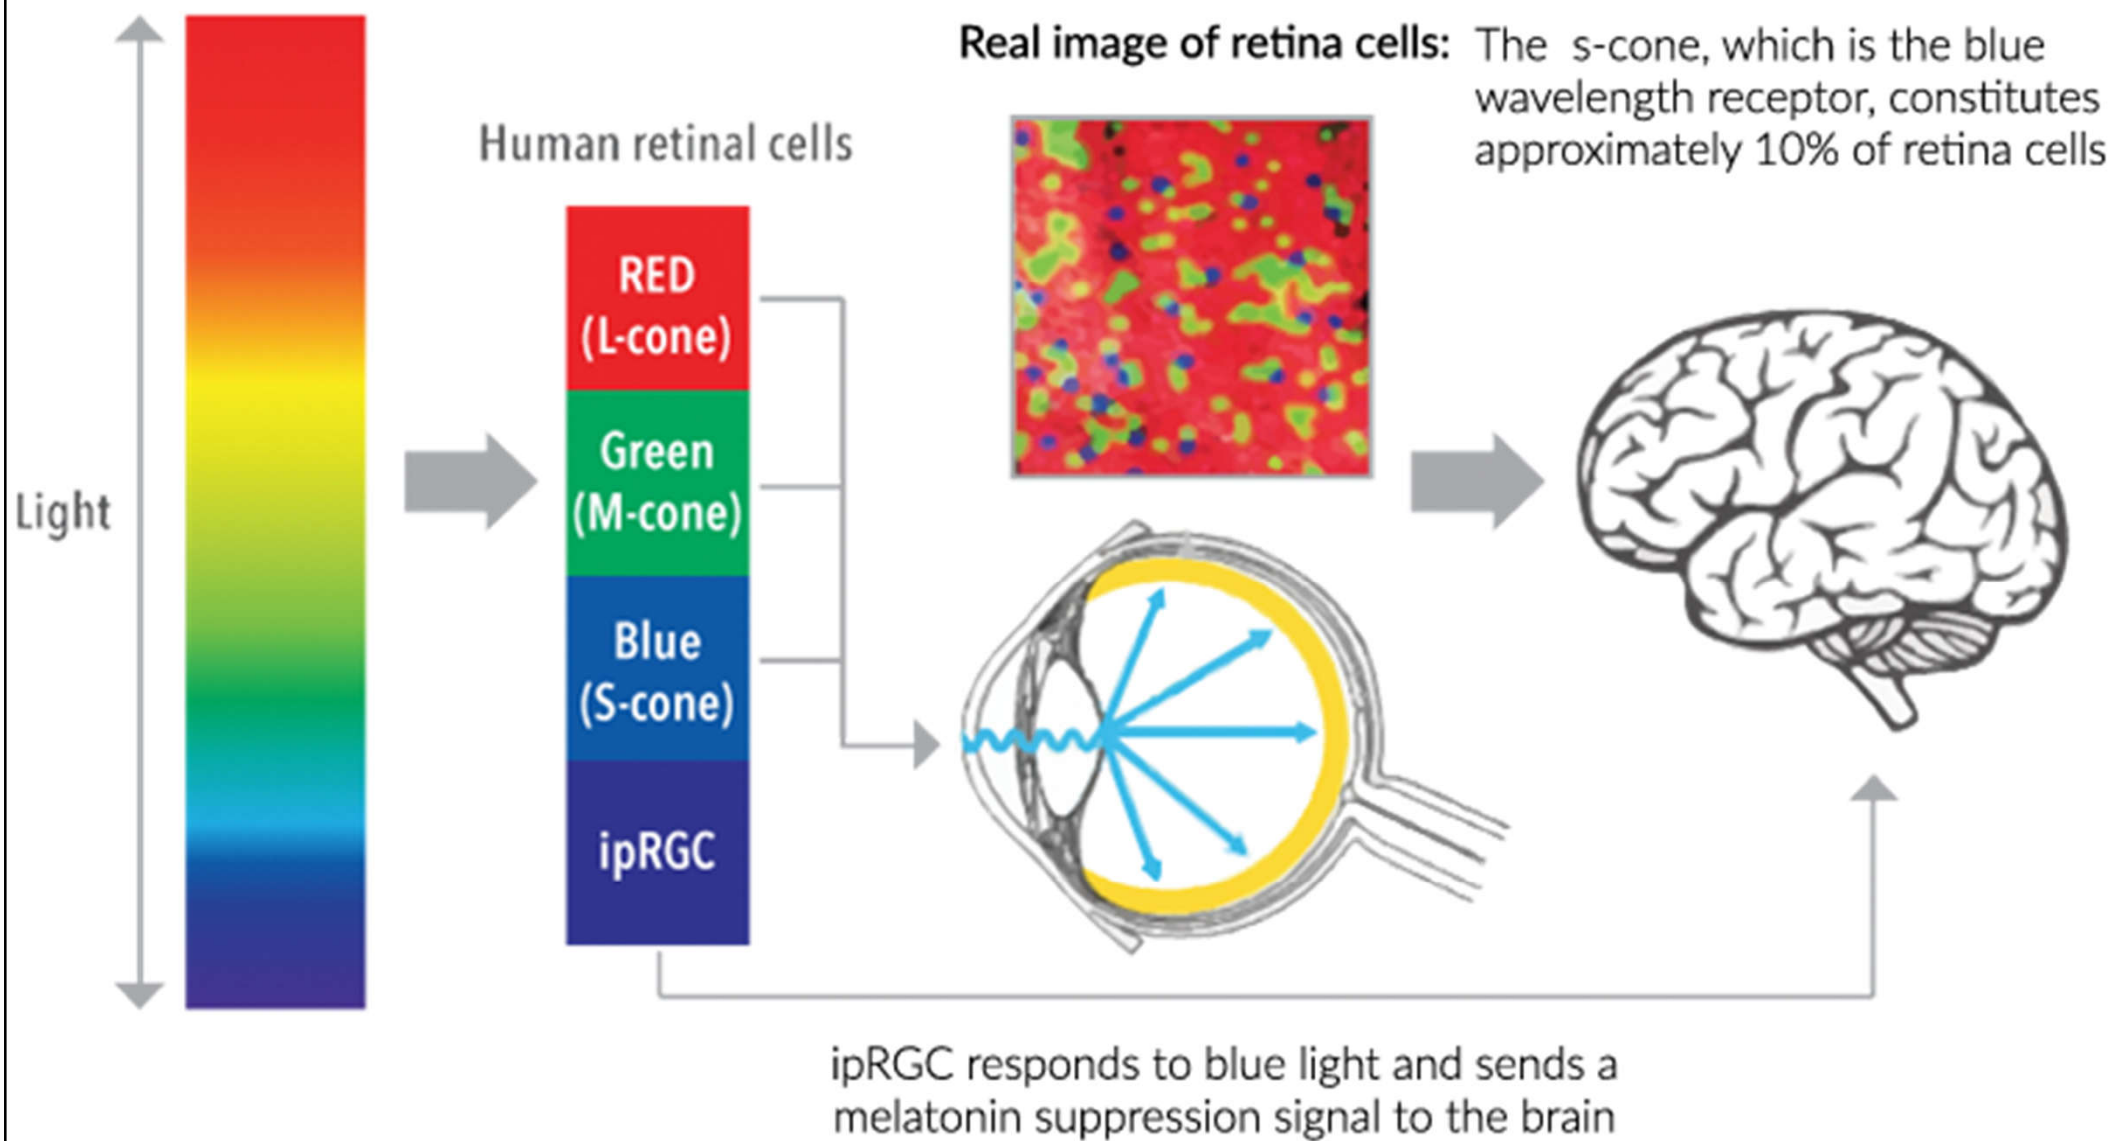 Real image of retina cells: The s-cone, which is the blue
wavelength receptor, constitutes
approximately 10% of retina cells
Human retinal cells
Light
RED
(L-cone)
Green
(M-cone)
Blue
(S-cone)
ipRGC
ipRGC responds to blue light and sends a
melatonin suppression signal to the brain